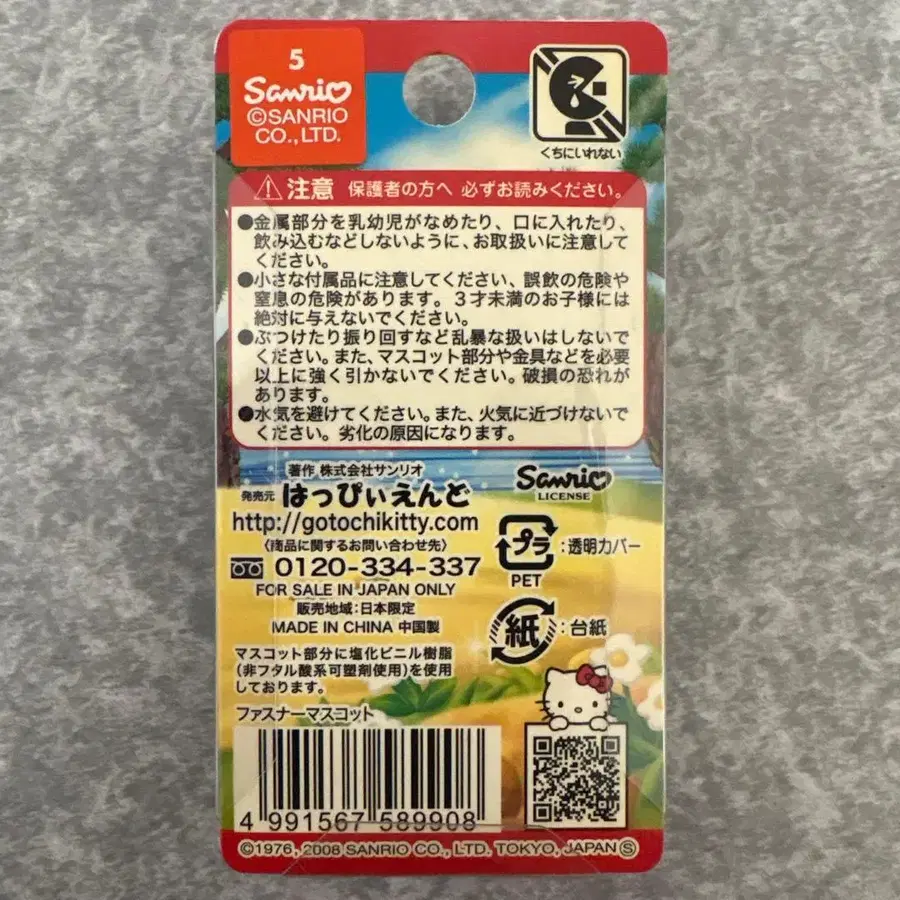 5
Sanrio
©SANRIO
CO.,LTD.
くちにいれない
注意 保護者の方へ 必ずお読みください。
●金属部分を乳幼児がなめたり、口に入れたり、
飲み込むなどしないように、お取扱いに注意して
ください。
●小さな付属品に注意してください、誤飲の危険や
窒息の危険があります。3才未満のお子様には
絶対に与えないでください。
●ぶつけたり振り回すなど乱暴な扱いはしないで
ください。また、マスコット部分や金具などを必要
以上に強く引かないでください。破損の恐れが
あります。
●水気を避けてください。また、火気に近づけないで
ください。劣化の原因になります。
著作 株式会社サンリオ
発売元 はっぴぃえんど
http://gotochikitty.com
〈商品に関するお問い合わせ先〉
0120-334-337
FOR SALE IN JAPAN ONLY
販売地域:日本限定
MADE IN CHINA 中国製
Sanrio
LICENSE
プラ :透明カバー
PET
紙 :台紙
マスコット部分に塩化ビニル樹脂
(非フタル酸系可塑剤使用)を使用
しております。
ファスナーマスコット
4 991567 589908
©1976, 2008 SANRIO CO., LTD. TOKYO, JAPAN Ⓢ